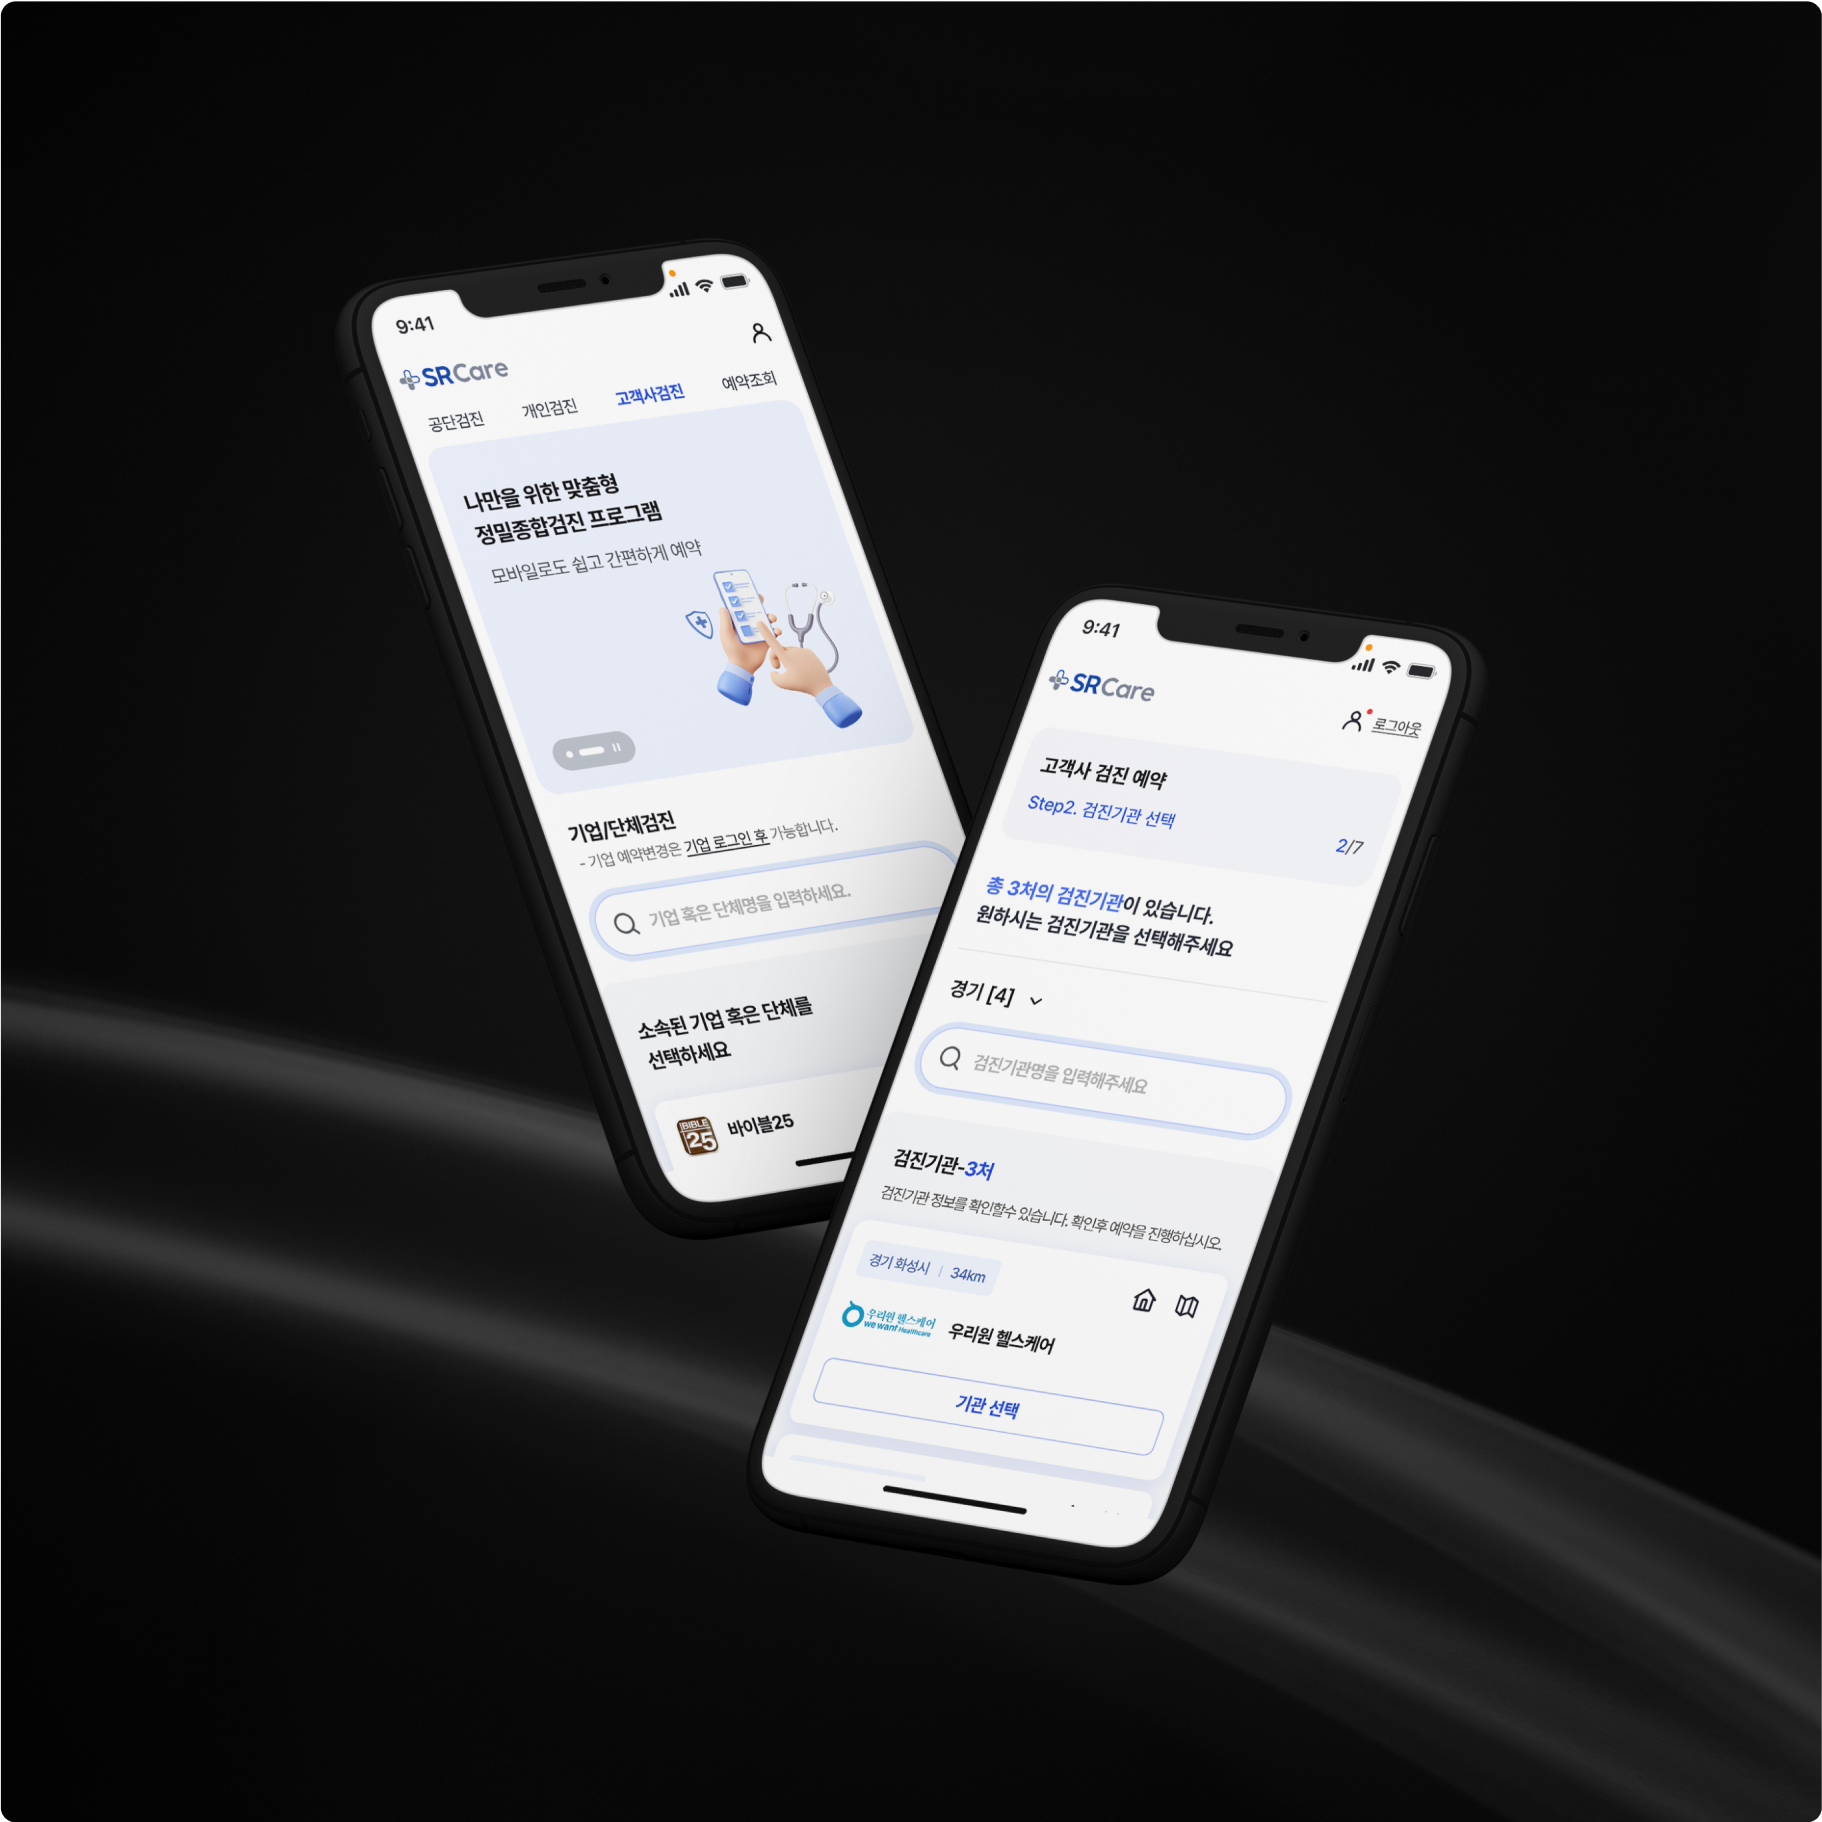 9:41
SRCare
공단검진
개인검진
고객사검진
예약조회
나만을 위한 맞춤형
정밀종합검진 프로그램
모바일로도 쉽고 간편하게 예약
기업/단체검진
- 기업 예약변경은 기업 로그인 후 가능합니다.
기업 혹은 단체명을 입력하세요.
소속된 기업 혹은 단체를
선택하세요
BIBLE
25
바이블25
9:41
SRCare
로그아웃
고객사 검진 예약
Step2. 검진기관 선택
2/7
총 3처의 검진기관이 있습니다.
원하시는 검진기관을 선택해주세요
경기 [4]
검진기관명을 입력해주세요
검진기관-3처
검진기관 정보를 확인할수 있습니다. 확인후 예약을 진행하십시오.
경기 화성시 | 34km
우리원 헬스케어
we want Healthcare
우리원 헬스케어
기관 선택